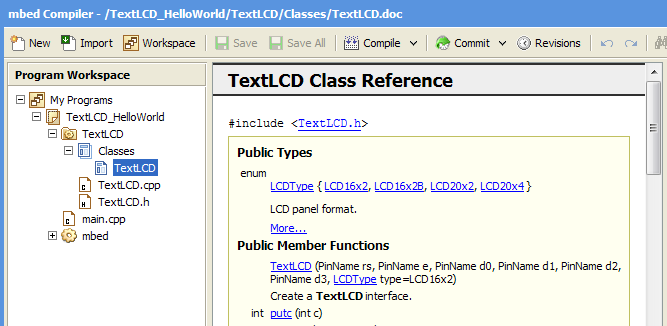 mbed Compiler - /TextLCD_HelloWorld/TextLCD/Classes/TextLCD.doc
New Import Workspace Save Save All Compile Commit Revisions
Program Workspace
My Programs
TextLCD_HelloWorld
TextLCD
Classes
TextLCD
TextLCD.cpp
TextLCD.h
main.cpp
mbed
TextLCD Class Reference
#include <TextLCD.h>
Public Types
enum
LCDType { LCD16x2, LCD16x2B, LCD20x2, LCD20x4 }
LCD panel format.
More...
Public Member Functions
TextLCD (PinName rs, PinName e, PinName d0, PinName d1, PinName d2,
PinName d3, LCDType type=LCD16x2)
Create a TextLCD interface.
int putc (int c)